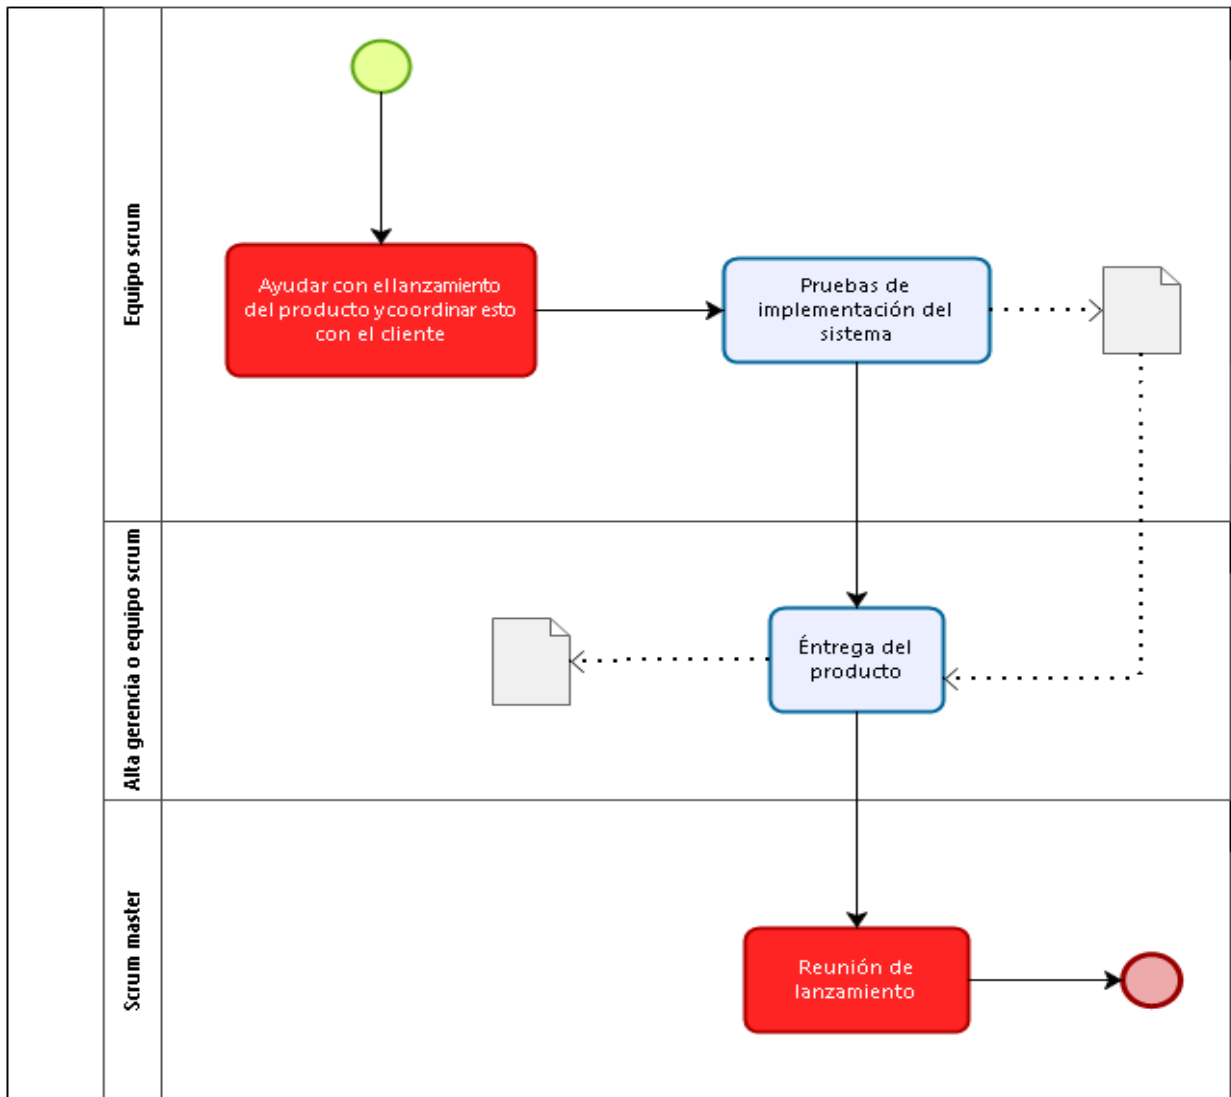 Equipo scrum
Ayudar con el lanzamiento
del producto y coordinar esto
con el cliente
Pruebas de
implementación del
sistema
Alta gerencia o equipo scrum
Éntrega del
producto
Scrum master
Reunión de
lanzamiento